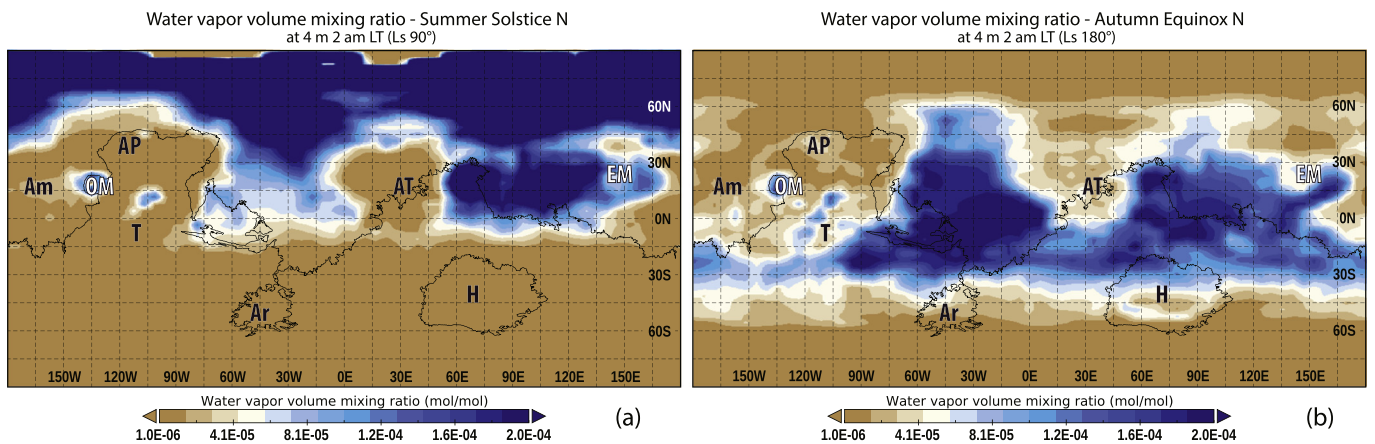 Water vapor volume mixing ratio - Summer Solstice N
at 4 m 2 am LT (Ls 90°)
60N
AP
30N
Am
OM
AT
EM
0N
T
30S
H
Ar
60S
150W 120W 90W 60W 30W 0E 30E 60E 90E 120E 150E
Water vapor volume mixing ratio (mol/mol)
1.0E-06 4.1E-05 8.1E-05 1.2E-04 1.6E-04 2.0E-04
(a)
Water vapor volume mixing ratio - Autumn Equinox N
at 4 m 2 am LT (Ls 180°)
60N
AP
30N
Am
OM
AT
EM
0N
T
30S
H
Ar
60S
150W 120W 90W 60W 30W 0E 30E 60E 90E 120E 150E
Water vapor volume mixing ratio (mol/mol)
1.0E-06 4.1E-05 8.1E-05 1.2E-04 1.6E-04 2.0E-04
(b)